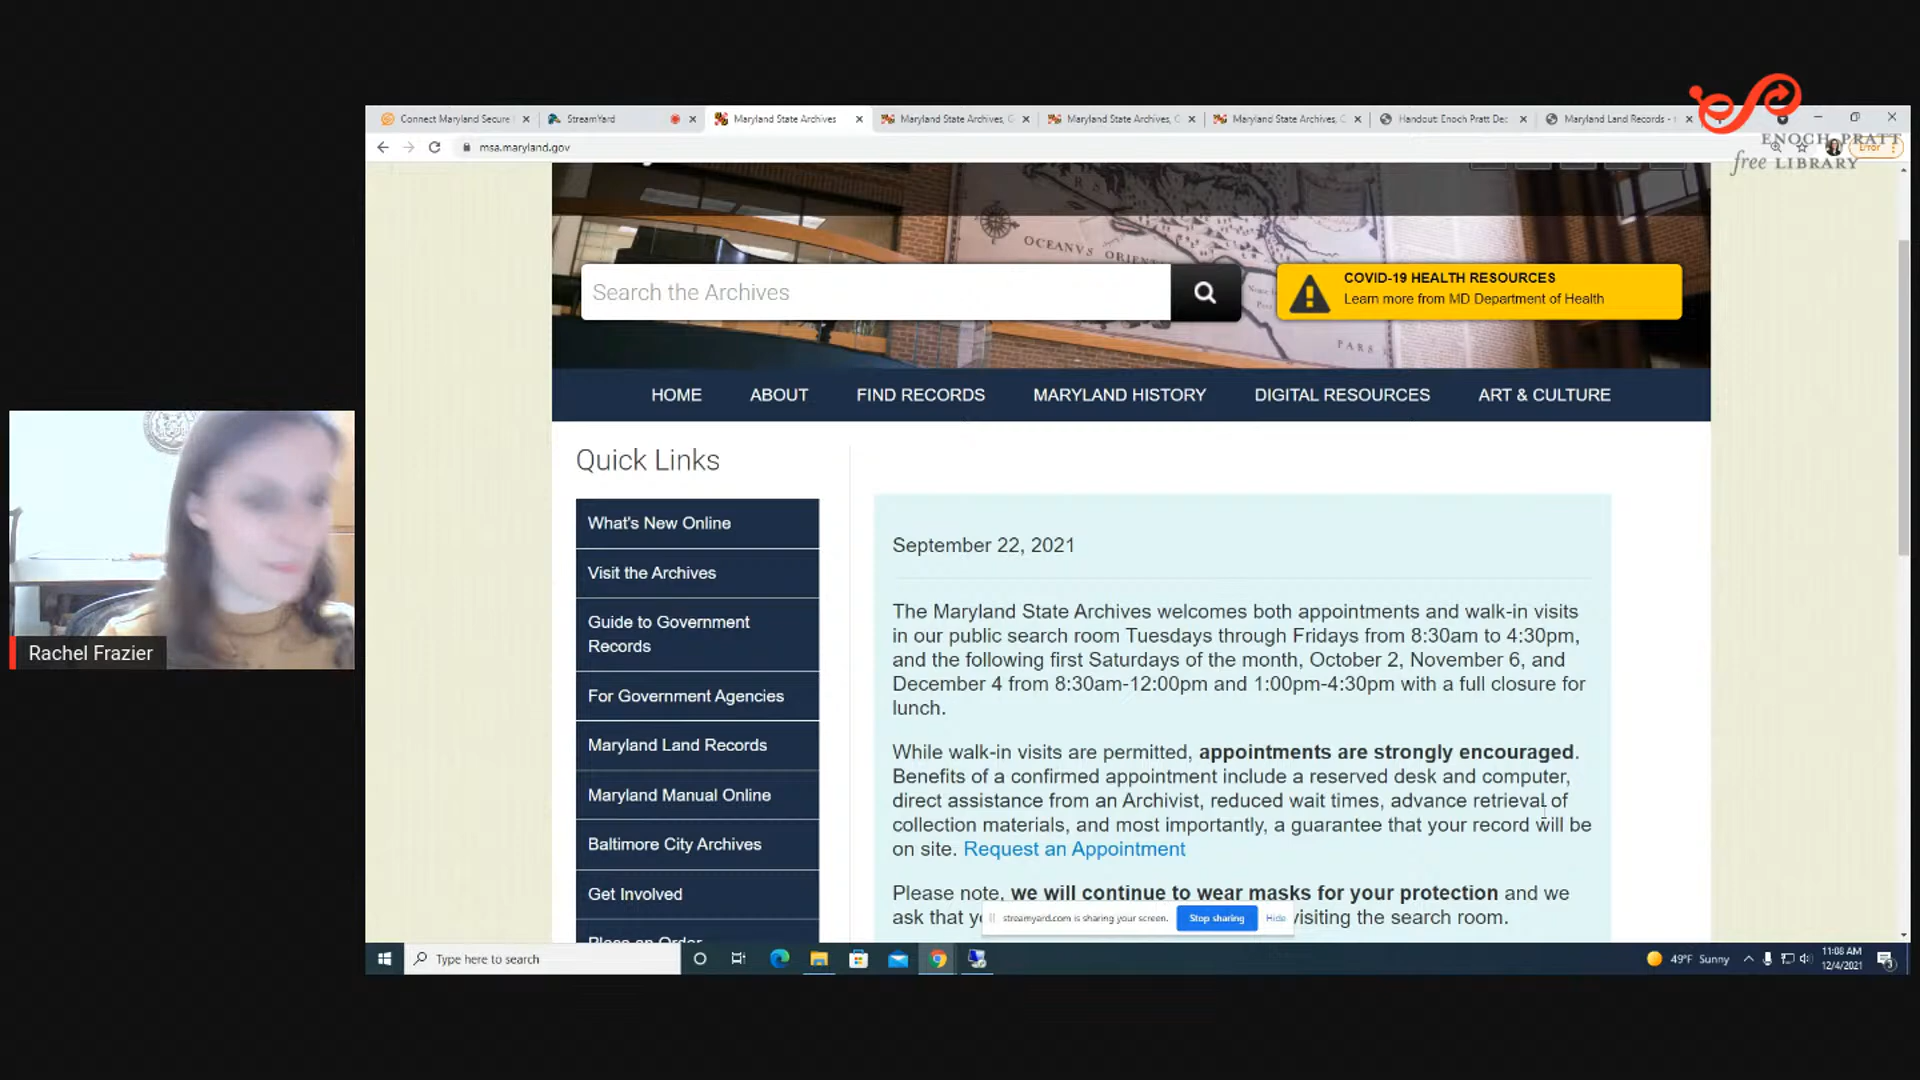 Connect Maryland Secure
StreamYard
Maryland State Archives
Maryland State Archives, G
Maryland State Archives, G
Maryland State Archives, G
Handout: Enoch Pratt Dec
Maryland Land Records -
msa.maryland.gov
Error
ENOCH PRATT
free LIBRARY
OCEANVS ORIENT
PARS
Search the Archives
COVID-19 HEALTH RESOURCES
Learn more from MD Department of Health
HOME ABOUT FIND RECORDS MARYLAND HISTORY DIGITAL RESOURCES ART & CULTURE
Quick Links
What's New Online
Visit the Archives
Guide to Government
Records
For Government Agencies
Maryland Land Records
Maryland Manual Online
Baltimore City Archives
Get Involved
Place an Order
September 22, 2021
The Maryland State Archives welcomes both appointments and walk-in visits
in our public search room Tuesdays through Fridays from 8:30am to 4:30pm,
and the following first Saturdays of the month, October 2, November 6, and
December 4 from 8:30am-12:00pm and 1:00pm-4:30pm with a full closure for
lunch.
While walk-in visits are permitted, appointments are strongly encouraged.
Benefits of a confirmed appointment include a reserved desk and computer,
direct assistance from an Archivist, reduced wait times, advance retrieval of
collection materials, and most importantly, a guarantee that your record will be
on site. Request an Appointment
Please note, we will continue to wear masks for your protection and we
ask that visiting the search room.
streamyard.com is sharing your screen. Stop sharing Hide
Rachel Frazier
Type here to search
49°F Sunny
11:08 AM
12/4/2021